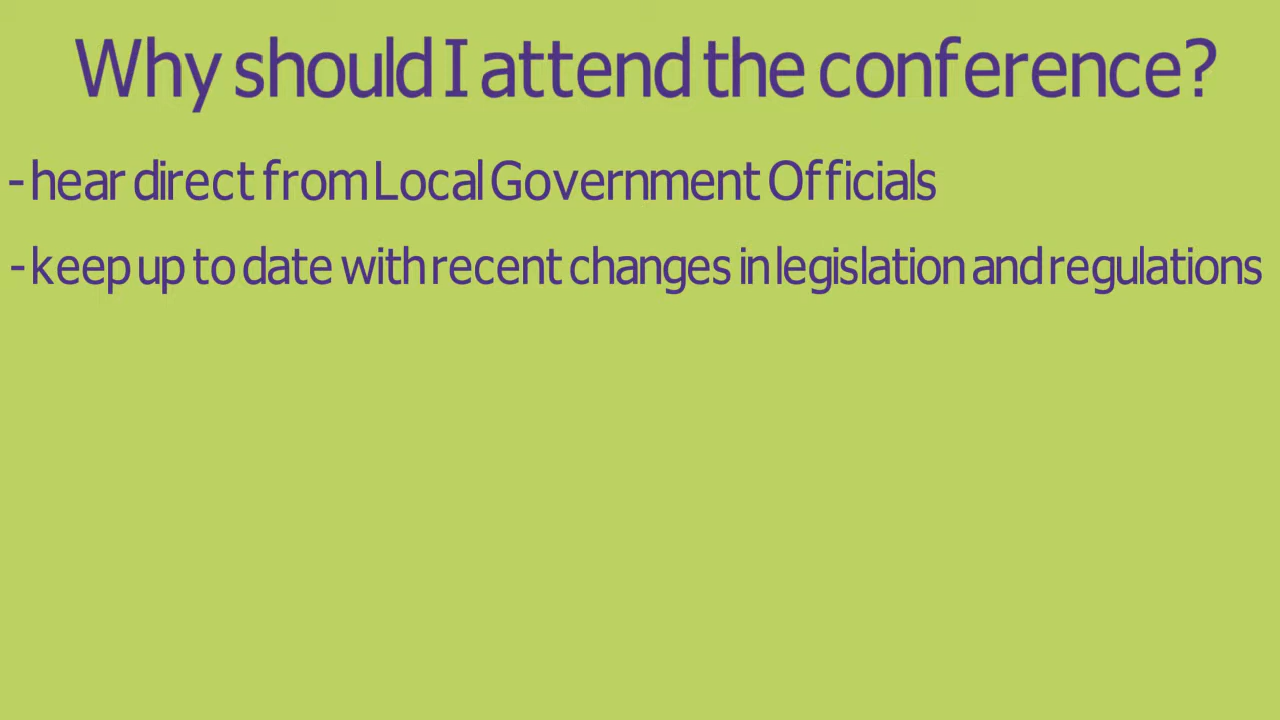 Why should I attend the conference?
- hear direct from Local Government Officials
- keep up to date with recent changes in legislation and regulations